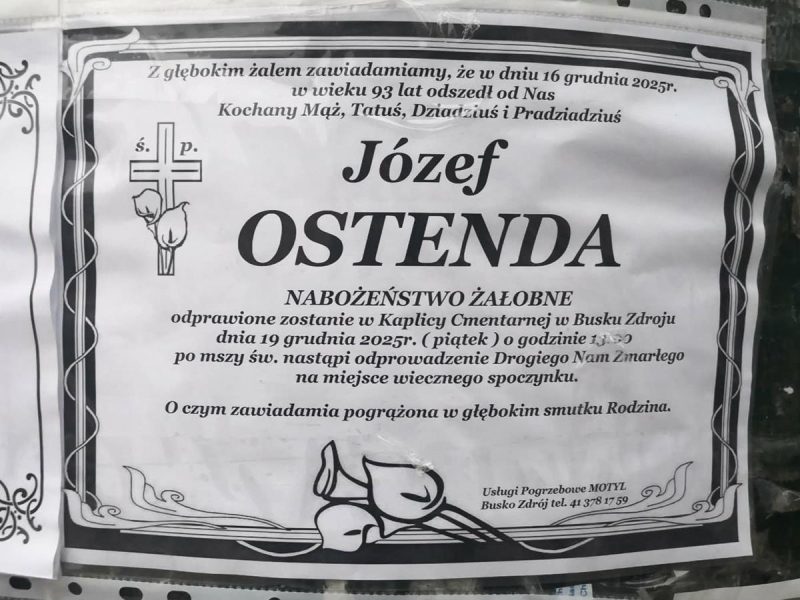 Z głębokim żalem zawiadamiamy, że w dniu 16 grudnia 2025r.
w wieku 93 lat odszedł od Nas
Kochany Mąż, Tatuś, Dziadziuś i Pradziadziuś
ś. p.
Józef
OSTENDA
NABOŻEŃSTWO ŻAŁOBNE
odprawione zostanie w Kaplicy Cmentarnej w Busku Zdroju
dnia 19 grudnia 2025r. ( piątek ) o godzinie
po mszy św. nastąpi odprowadzenie Drogiego Nam Zmarłego
na miejsce wiecznego spoczynku.
O czym zawiadamia pogrążona w głębokim smutku Rodzina.
Usługi Pogrzebowe MOTYL
Busko Zdrój tel. 41 378 17 59